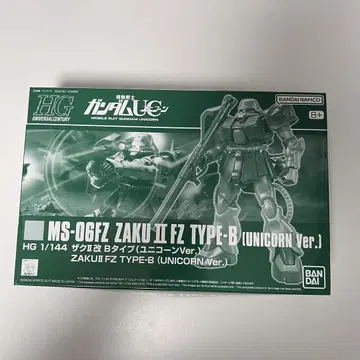 HG
UNIVERSAL CENTURY
機動戦士
ガンダムUC
MOBILE SUIT GUNDAM UNICORN
BANDAI NAMCO
8+
MS-06FZ ZAKU II FZ TYPE-B (UNICORN Ver.)
HG 1/144 ザクII改 Bタイプ(ユニコーンVer.)
ZAKU II FZ TYPE-B (UNICORN Ver.)
BAN
DAI